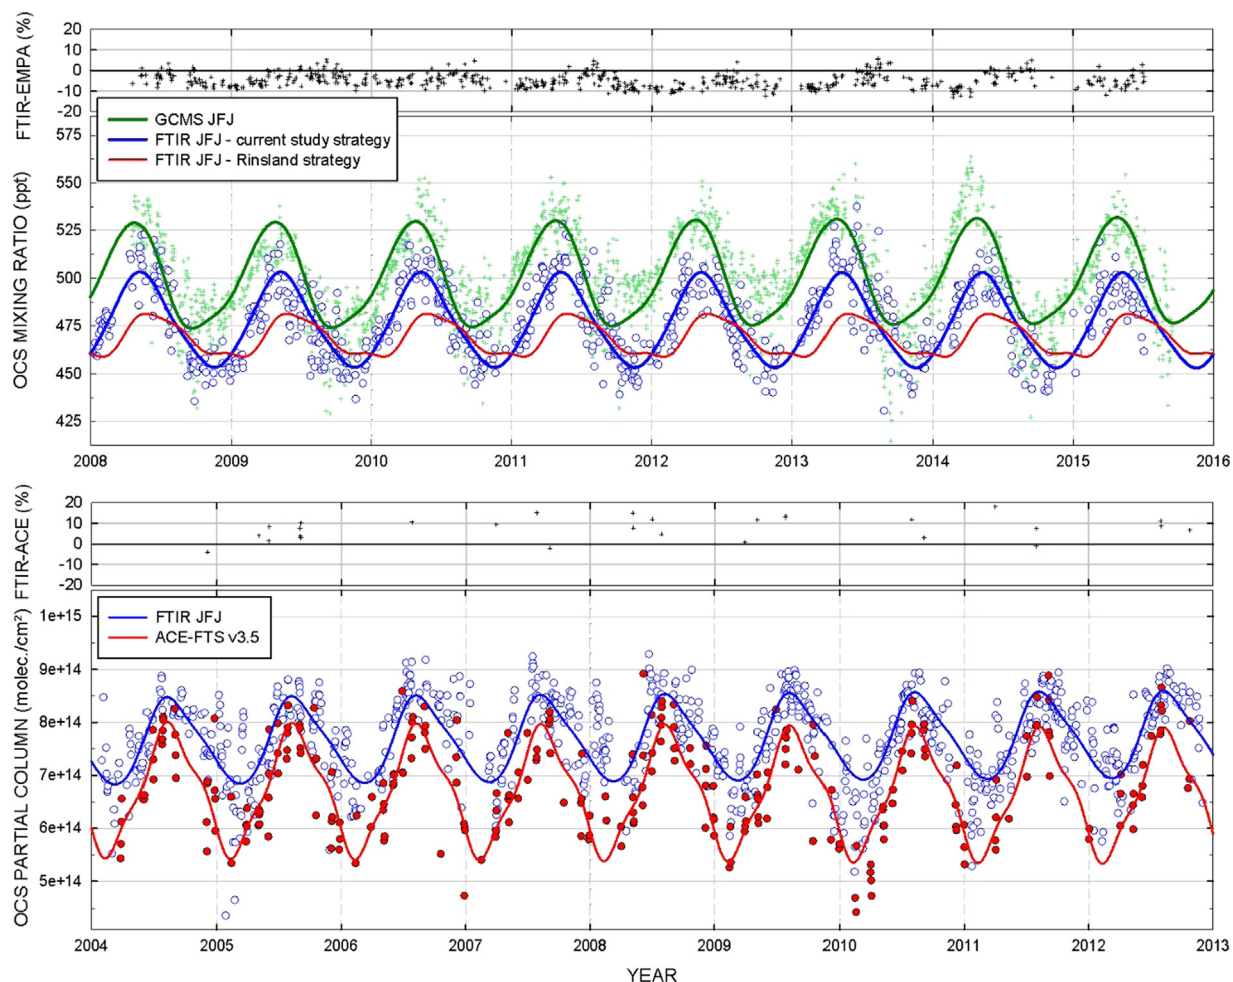 FTIR-EMPA (%)
20
10
0
-10
-20
GCMS JFJ
FTIR JFJ - current study strategy
FTIR JFJ - Rinsland strategy
OCS MIXING RATIO (ppt)
575
550
525
500
475
450
425
2008 2009 2010 2011 2012 2013 2014 2015 2016
FTIR-ACE (%)
20
10
0
-10
-20
FTIR JFJ
ACE-FTS v3.5
OCS PARTIAL COLUMN (molec./cm²)
1e+15
9e+14
8e+14
7e+14
6e+14
5e+14
2004 2005 2006 2007 2008 2009 2010 2011 2012 2013
YEAR